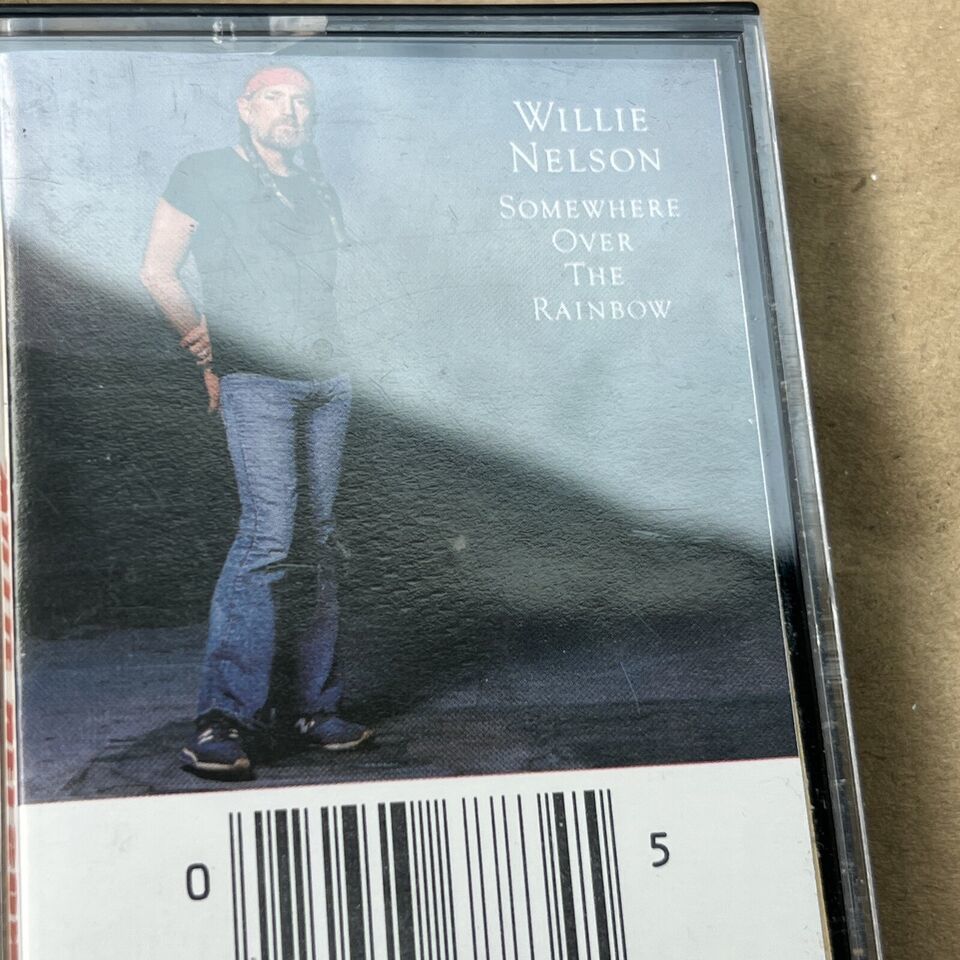 WILLIE
NELSON
SOMEWHERE
OVER
THE
RAINBOW
0
5